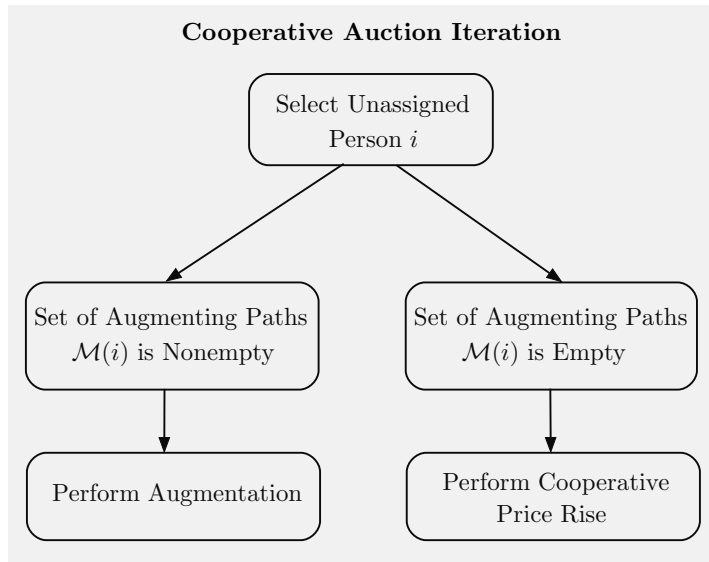 Cooperative Auction Iteration
Select Unassigned
Person i
Set of Augmenting Paths
ℳ(i) is Nonempty
Set of Augmenting Paths
ℳ(i) is Empty
Perform Augmentation
Perform Cooperative
Price Rise